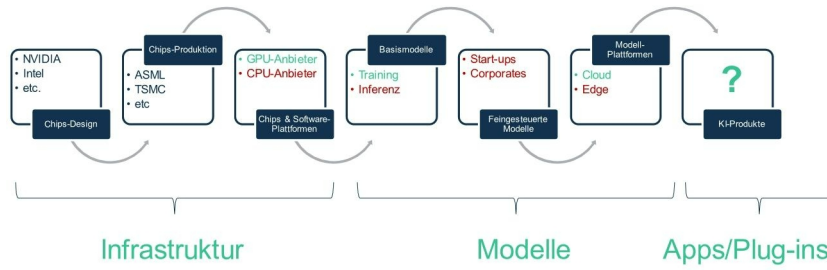 • NVIDIA
• Intel
• etc.
Chips-Design
Chips-Produktion
• ASML
• TSMC
• etc
• GPU-Anbieter
• CPU-Anbieter
Chips & Software-
Plattformen
Basismodelle
• Training
• Inferenz
• Start-ups
• Corporates
Feingesteuerte
Modelle
Modell-
Plattformen
• Cloud
• Edge
?
KI-Produkte
Infrastruktur
Modelle
Apps/Plug-ins